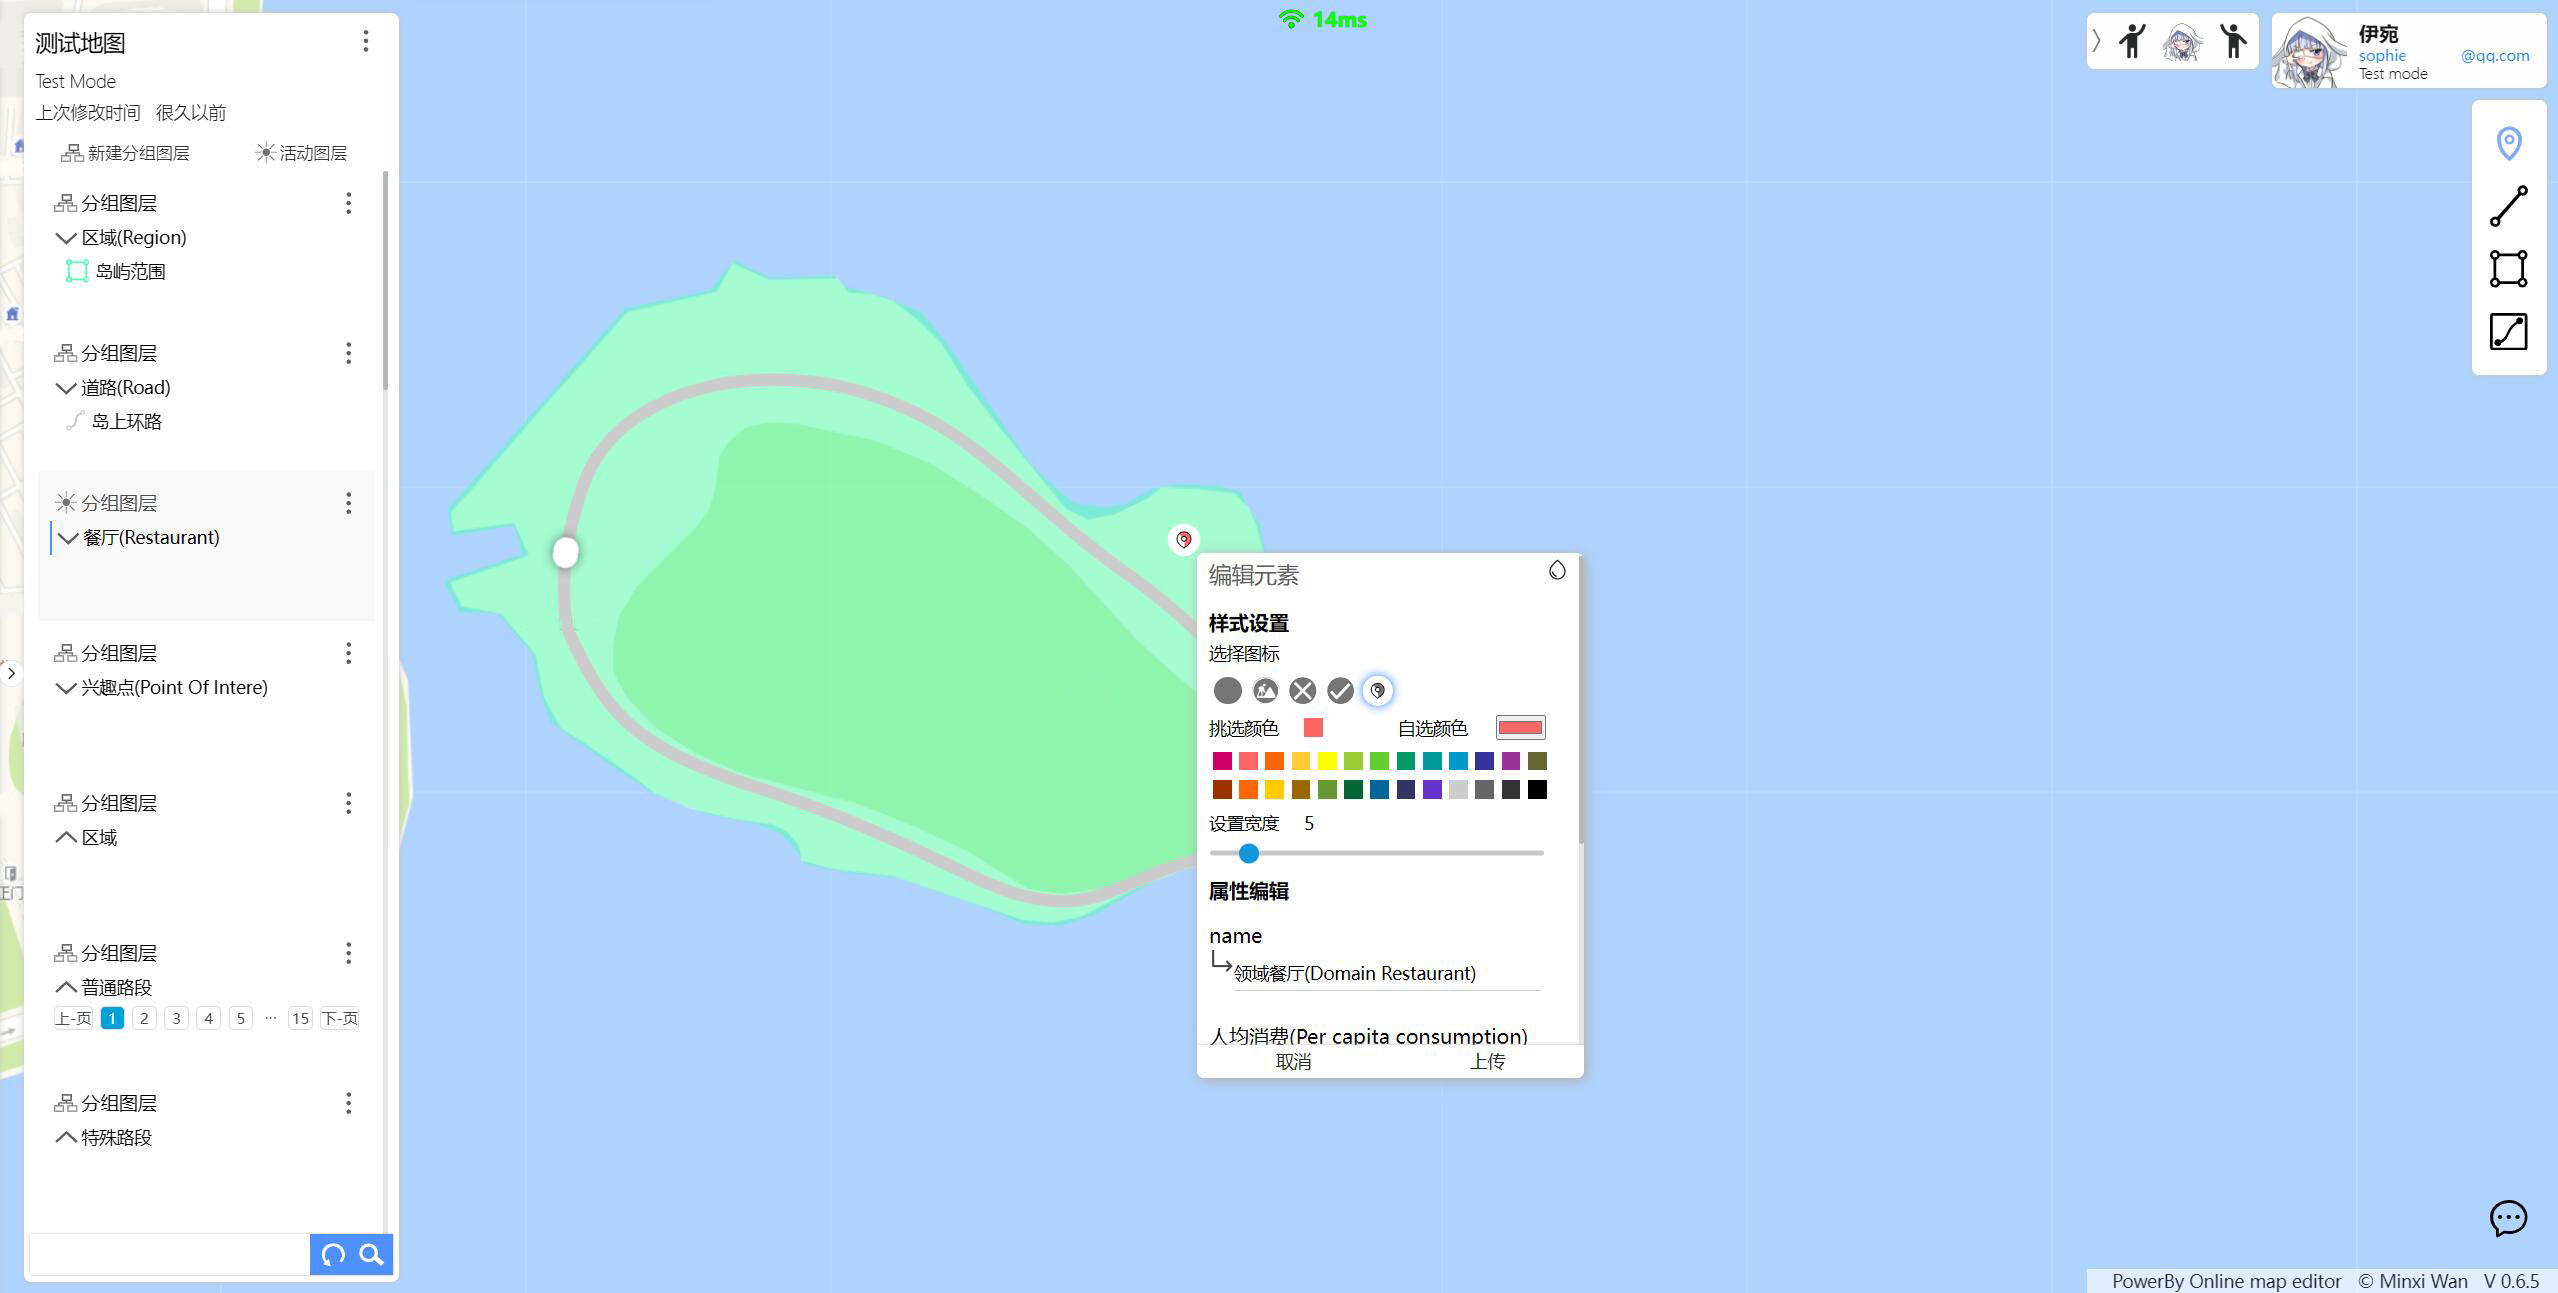 测试地图
Test Mode
上次修改时间 很久以前
新建分组图层 活动图层
分组图层
区域(Region)
岛屿范围
分组图层
道路(Road)
岛上环路
分组图层
餐厅(Restaurant)
分组图层
兴趣点(Point Of Intere)
分组图层
区域
分组图层
普通路段
上-页 1 2 3 4 5 ··· 15 下-页
分组图层
特殊路段
14ms
伊宛
sophie @qq.com
Test mode
编辑元素
样式设置
选择图标
挑选颜色 自选颜色
设置宽度 5
属性编辑
name
领域餐厅(Domain Restaurant)
人均消费(Per capita consumption)
取消 上传
PowerBy Online map editor © Minxi Wan V 0.6.5